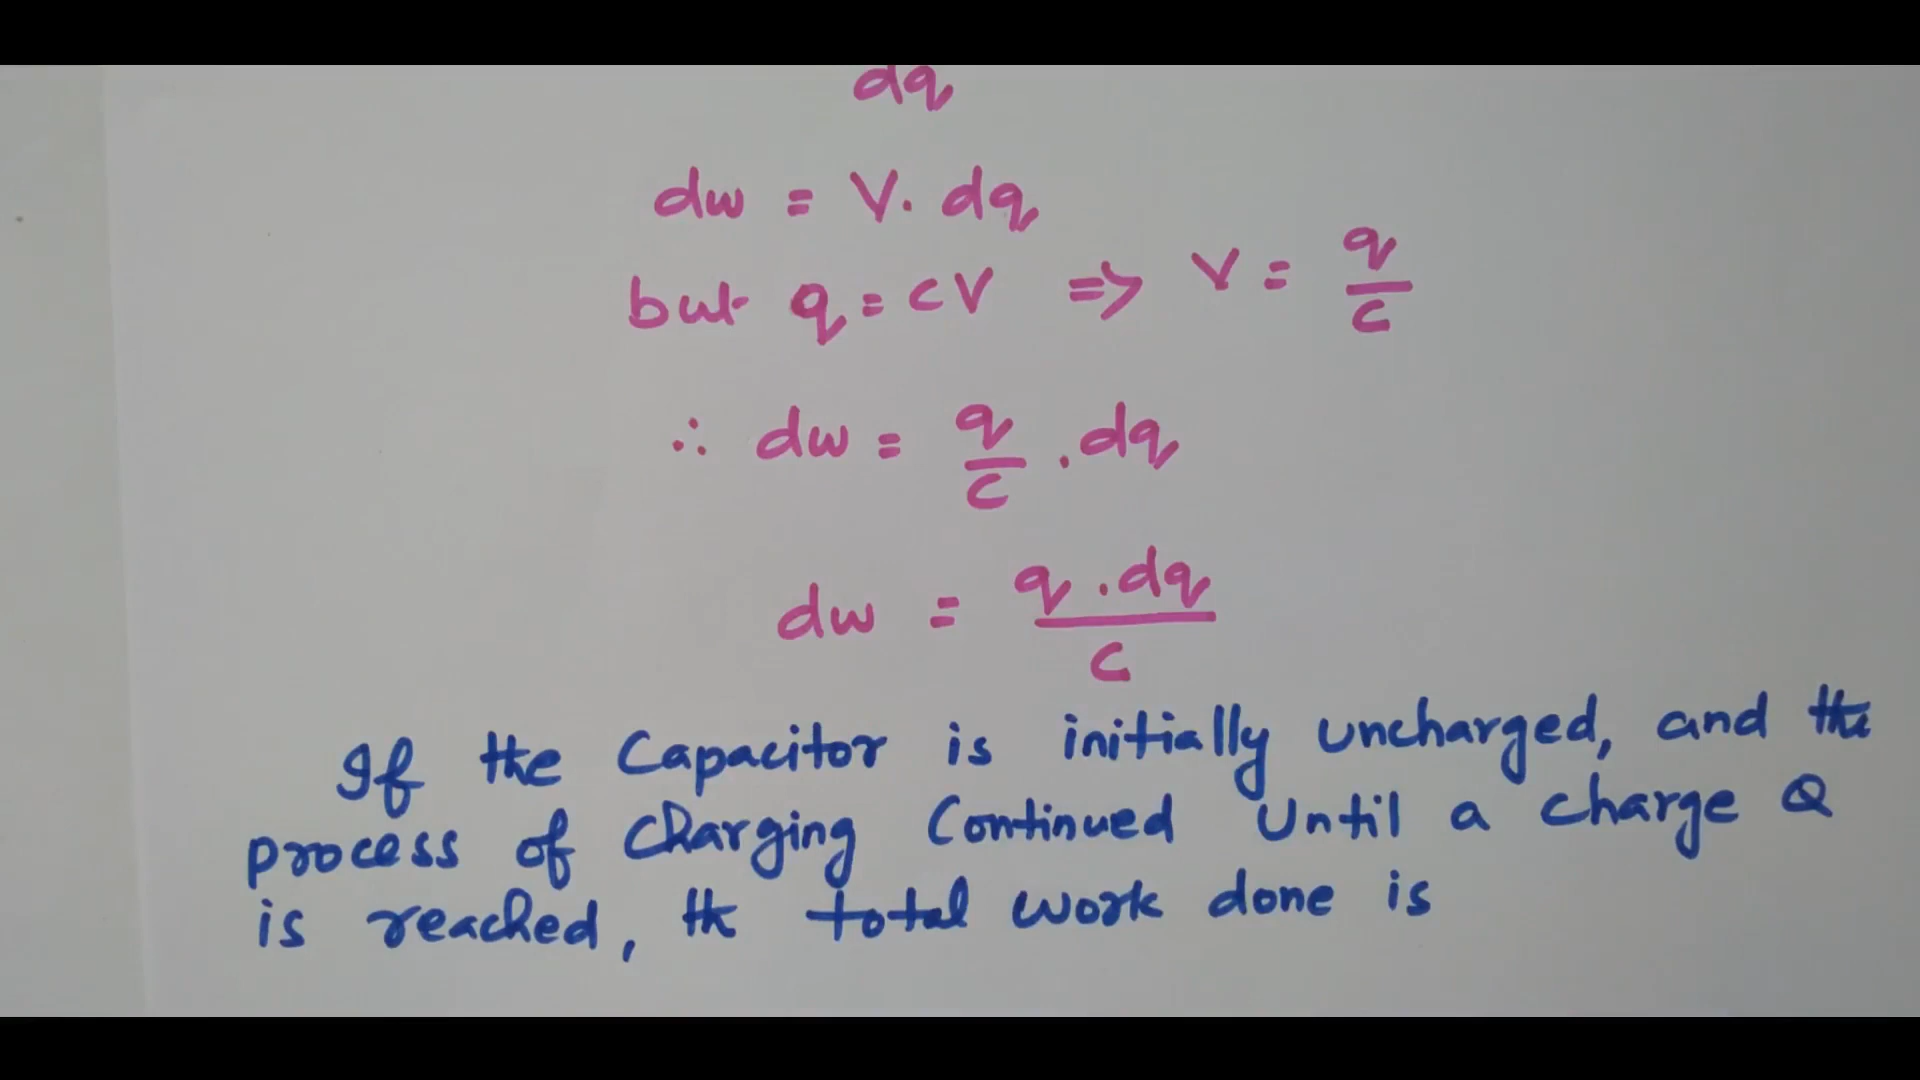 dq
dw = V. dq
but q = cV => V = q/c
∴ dw = q/c . dq
dw = q . dq / c
If the Capacitor is initially uncharged, and the
process of Charging Continued Until a charge Q
is reached, th total work done is